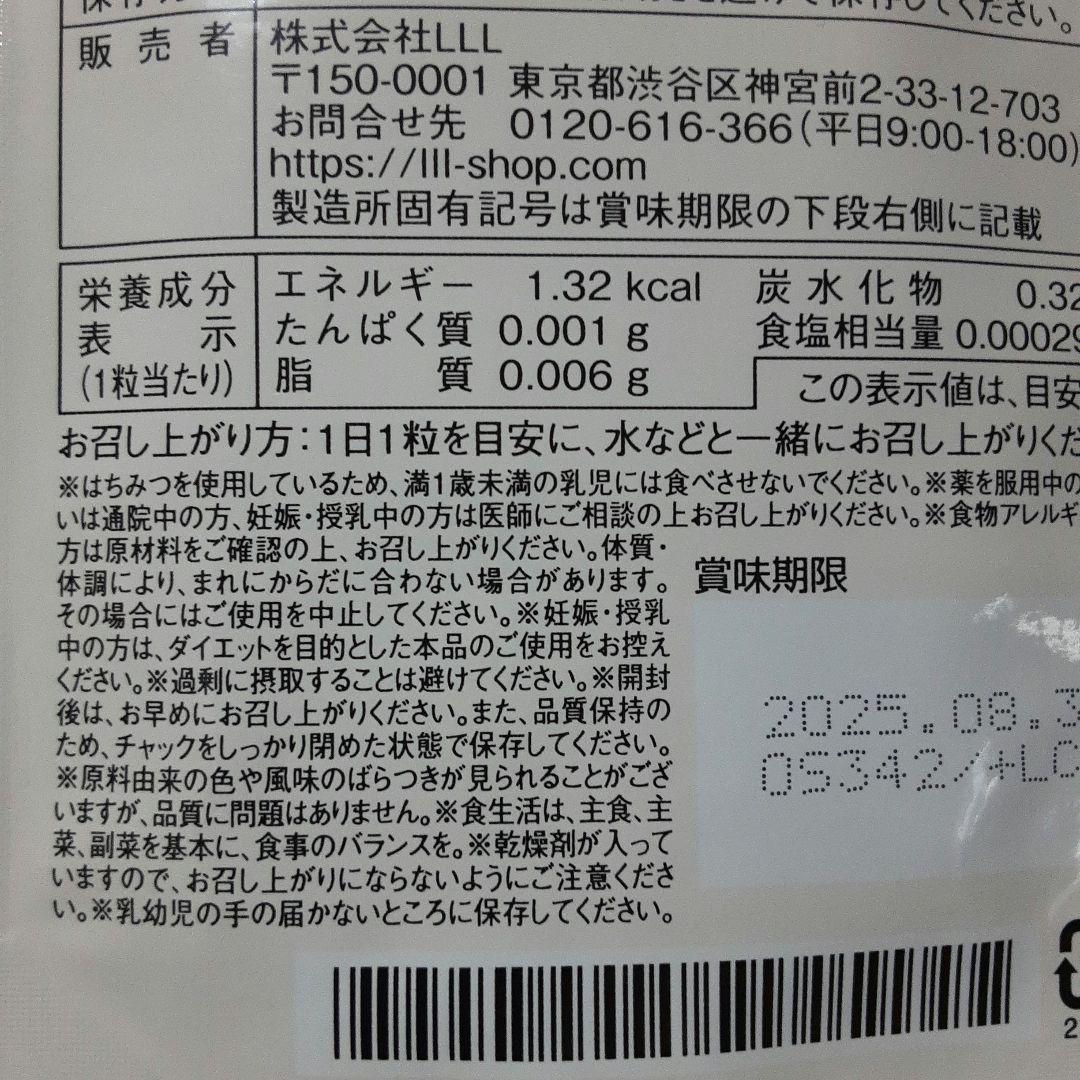 保存してください。
販売者
株式会社LLL
〒150-0001 東京都渋谷区神宮前2-33-12-703
お問合せ先 0120-616-366(平日9:00-18:00)
https://lll-shop.com
製造所固有記号は賞味期限の下段右側に記載
栄養成分
表示
(1粒当たり)
エネルギー 1.32 kcal 炭水化物 0.32
たんぱく質 0.001 g 食塩相当量 0.00029
脂質 0.006 g
この表示値は、目安
お召し上がり方:1日1粒を目安に、水などと一緒にお召し上がりくだ
※はちみつを使用しているため、満1歳未満の乳児には食べさせないでください。※薬を服用中の
いは通院中の方、妊娠・授乳中の方は医師にご相談の上お召し上がりください。※食物アレルギ
方は原材料をご確認の上、お召し上がりください。体質・
体調により、まれにからだに合わない場合があります。
その場合にはご使用を中止してください。※妊娠・授乳
中の方は、ダイエットを目的とした本品のご使用をお控え
ください。※過剰に摂取することは避けてください。※開封
後は、お早めにお召し上がりください。また、品質保持の
ため、チャックをしっかり閉めた状態で保存してください。
※原料由来の色や風味のばらつきが見られることがござ
いますが、品質に問題はありません。※食生活は、主食、主
菜、副菜を基本に、食事のバランスを。※乾燥剤が入って
いますので、お召し上がりにならないようにご注意くださ
い。※乳幼児の手の届かないところに保存してください。
賞味期限
2025.08.3
0S342/+LC
2